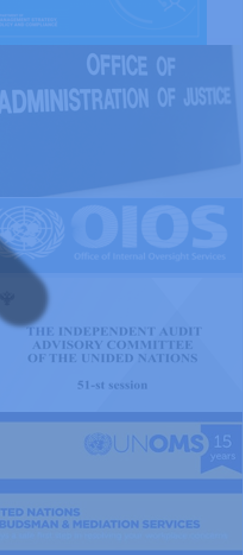 OFFICE OF
ADMINISTRATION OF JUSTICE
OIOS
Office of Internal Oversight Services
THE INDEPENDENT AUDIT
ADVISORY COMMITTEE
OF THE UNIDED NATIONS
51-st session
UNOMS 15
years
TED NATIONS
BUDSMAN & MEDIATION SERVICES